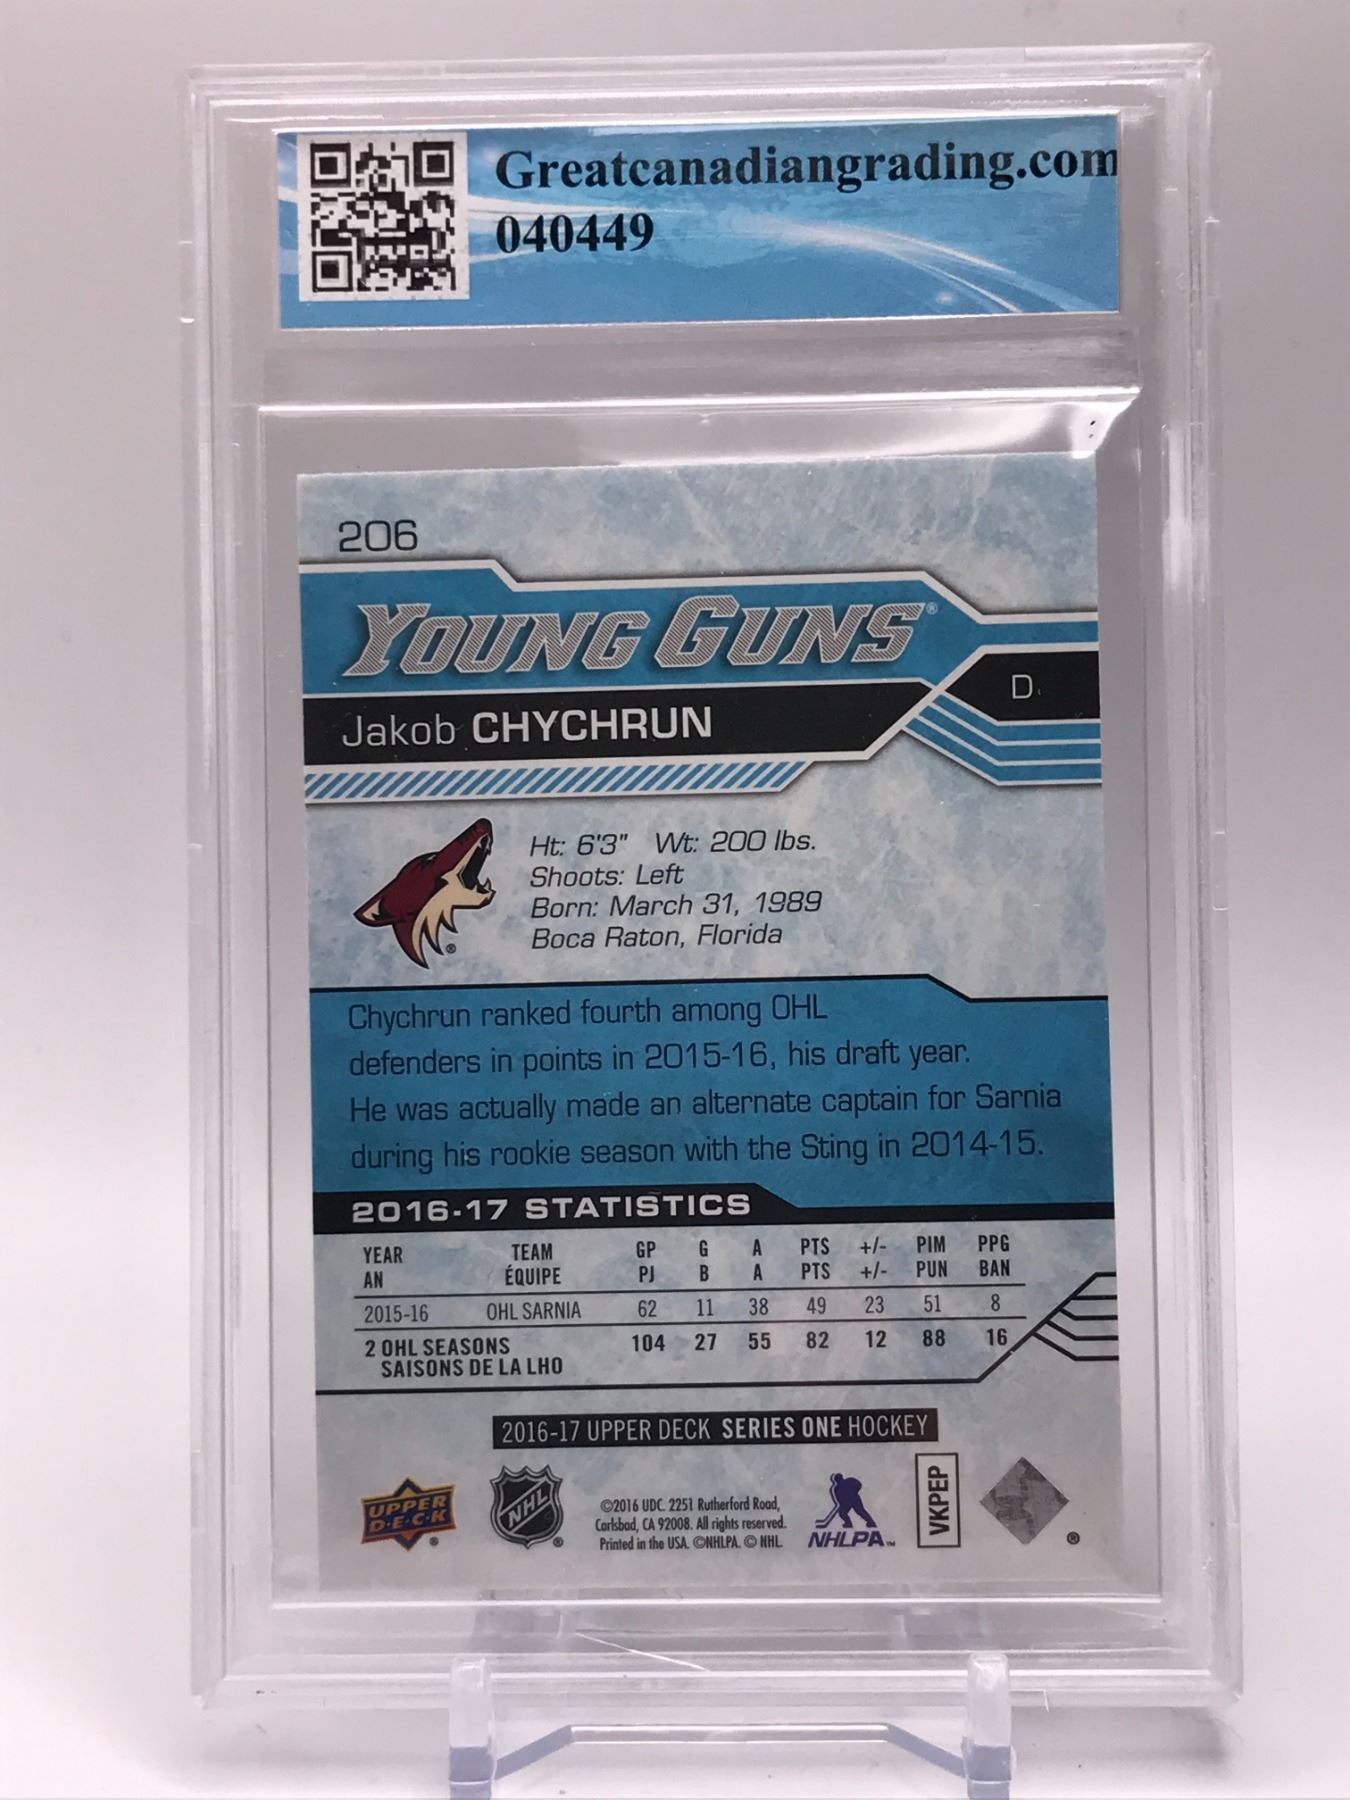 Greatcanadiangrading.com
040449
206
YOUNG GUNS®
D
Jakob CHYCHRUN
Ht: 6'3" Wt: 200 lbs.
Shoots: Left
Born: March 31, 1989
Boca Raton, Florida
Chychrun ranked fourth among OHL
defenders in points in 2015-16, his draft year.
He was actually made an alternate captain for Sarnia
during his rookie season with the Sting in 2014-15.
2016-17 STATISTICS
YEAR TEAM GP G A PTS +/- PIM PPG
AN ÉQUIPE PJ B A PTS +/- PUN BAN
2015-16 OHL SARNIA 62 11 38 49 23 51 8
2 OHL SEASONS 104 27 55 82 12 88 16
SAISONS DE LA LHO
2016-17 UPPER DECK SERIES ONE HOCKEY
UPPER
D·E·C·K
®
NHL
®
©2016 UDC. 2251 Rutherford Road,
Carlsbad, CA 92008. All rights reserved.
Printed in the USA. ©NHLPA. © NHL.
NHLPA™
VKPEP
®